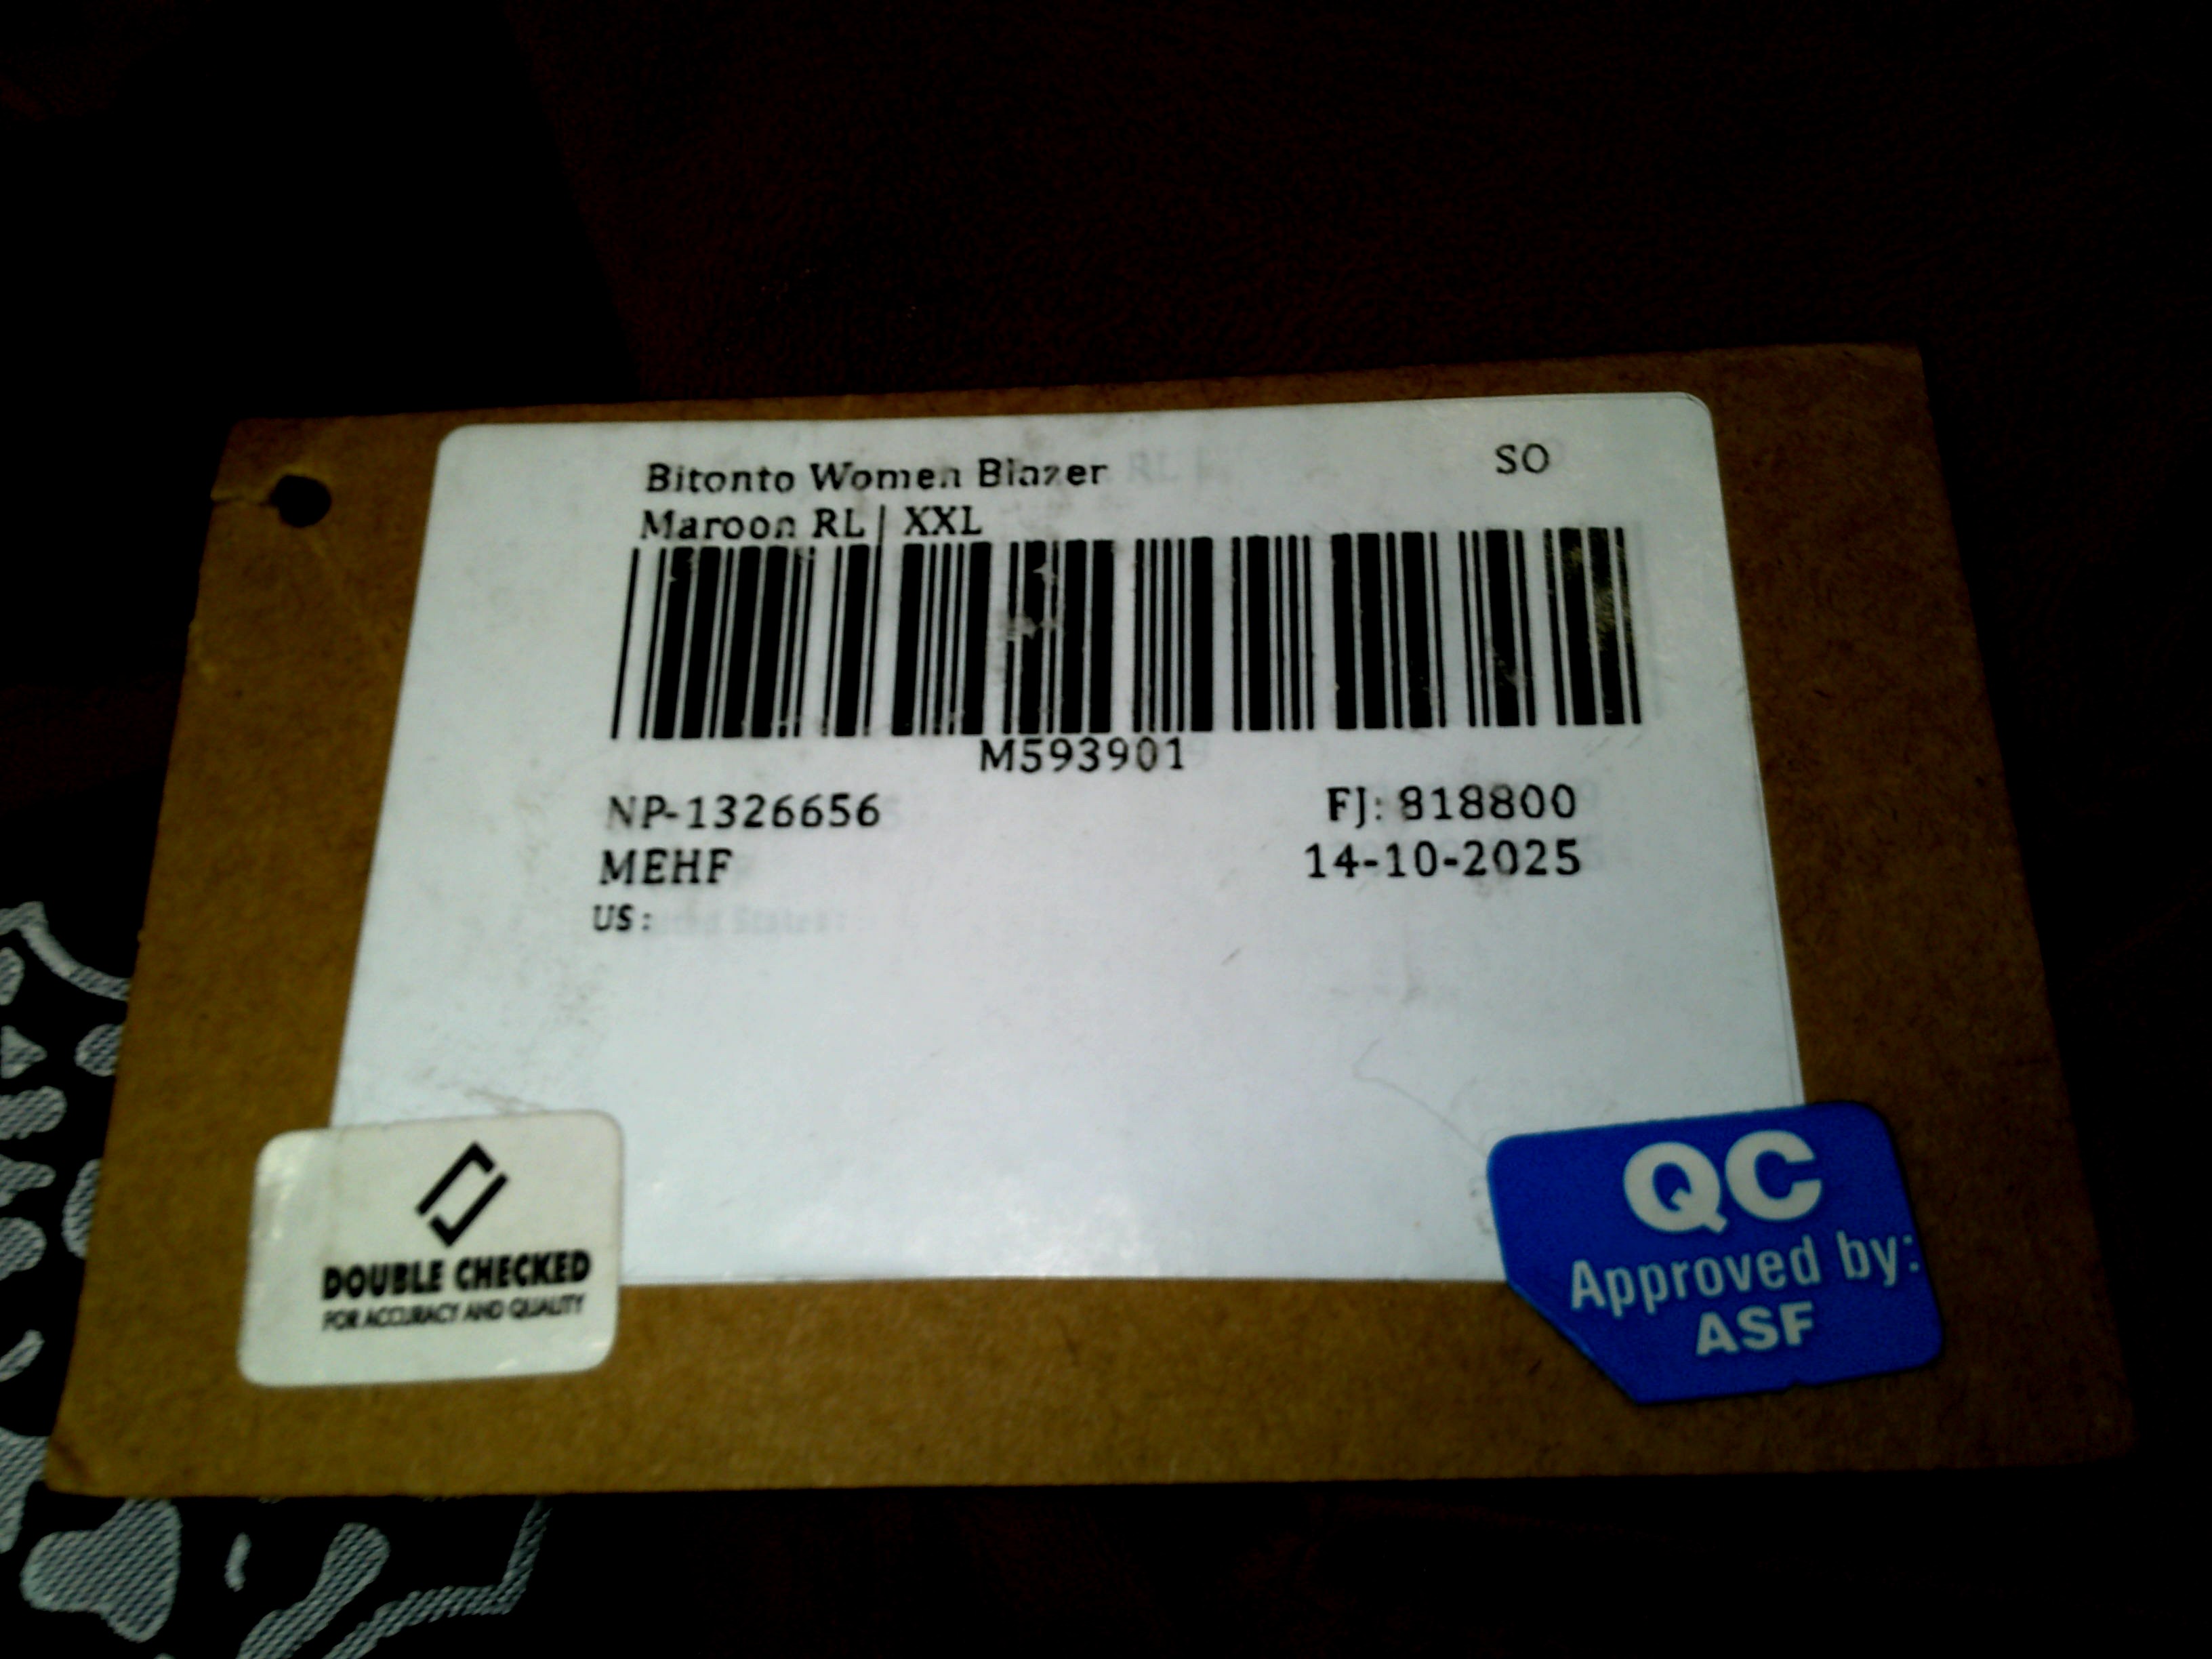 Bitonto Women Blazer
SO
Maroon RL | XXL
M593901
NP-1326656
FJ: 818800
MEHF
14-10-2025
US:
DOUBLE CHECKED
FOR ACCURACY AND QUALITY
QC
Approved by:
ASF